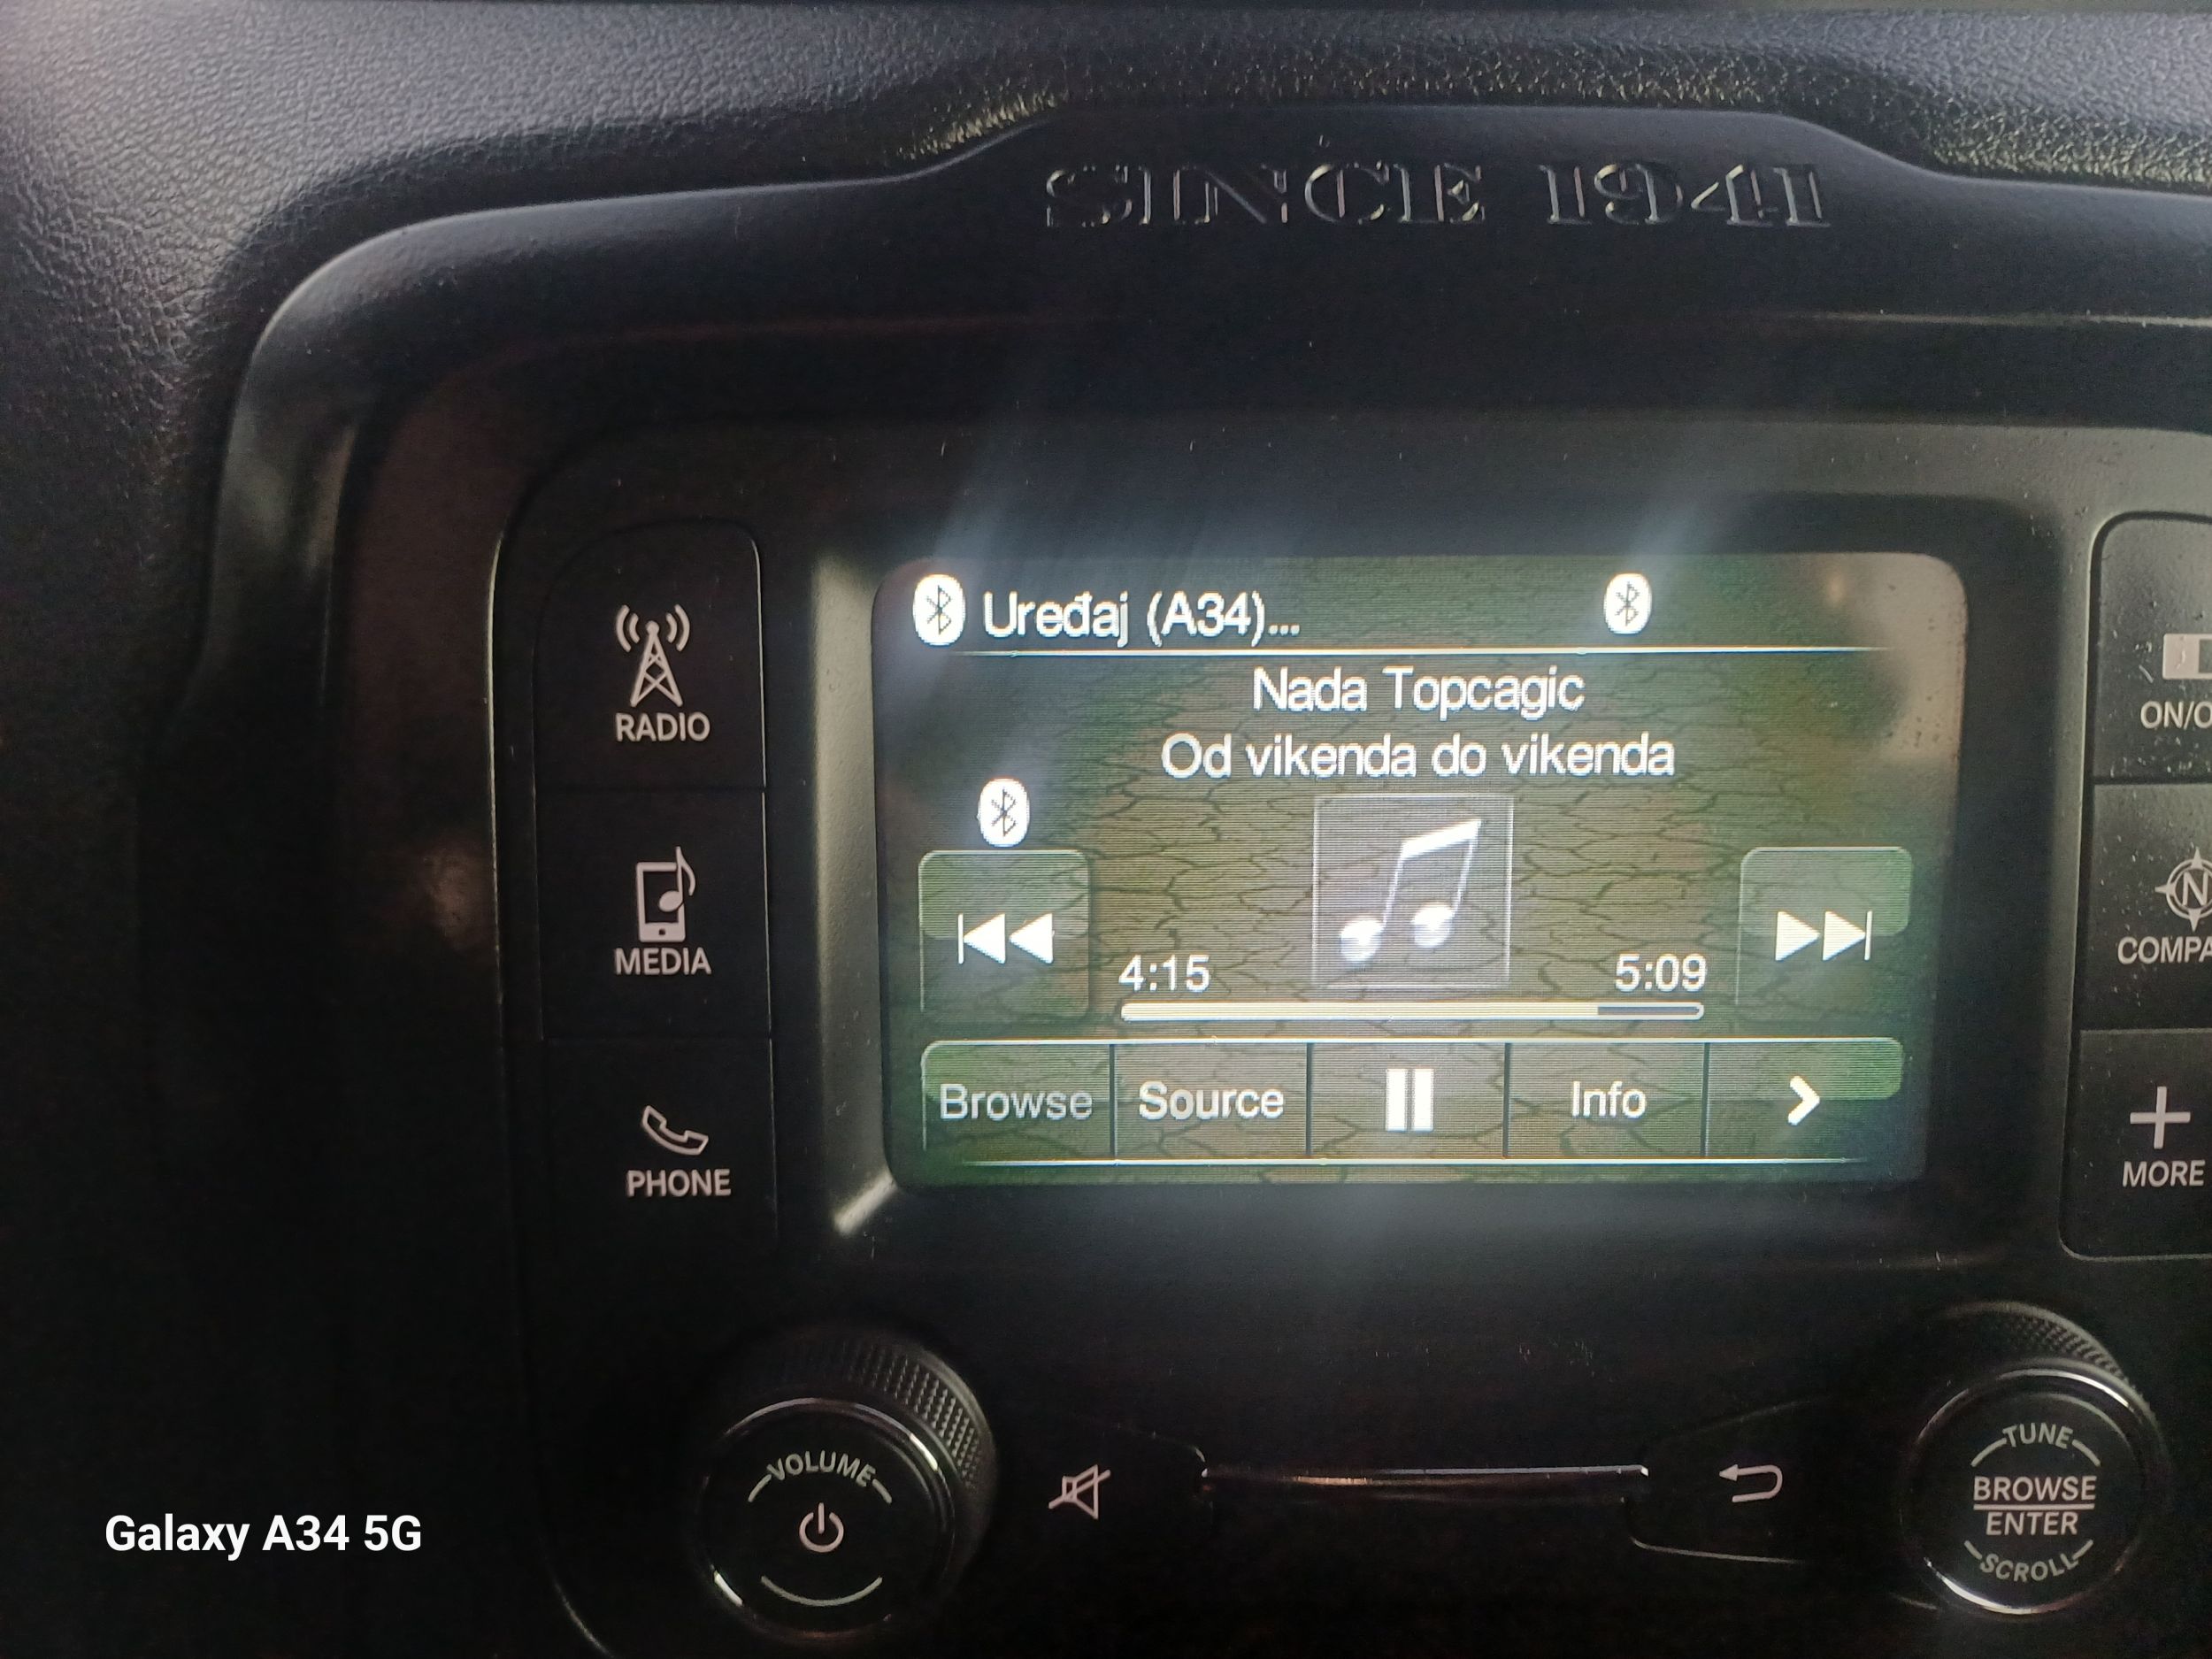 SINCE 1941
Uređaj (A34)...
Nada Topcagic
Od vikenda do vikenda
4:15
5:09
Browse
Source
Info
RADIO
MEDIA
PHONE
ON/O
N
COMPA
MORE
VOLUME
TUNE
BROWSE
ENTER
SCROLL
Galaxy A34 5G